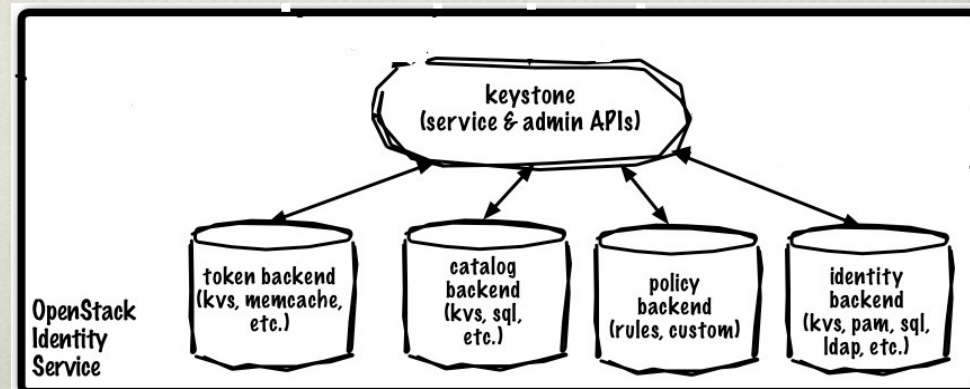 keystone
(service & admin APIs)
token backend
(kvs, memcache,
etc.)
catalog
backend
(kvs, sql,
etc.)
policy
backend
(rules, custom)
identity
backend
(kvs, pam, sql,
ldap, etc.)
OpenStack
Identity
Service